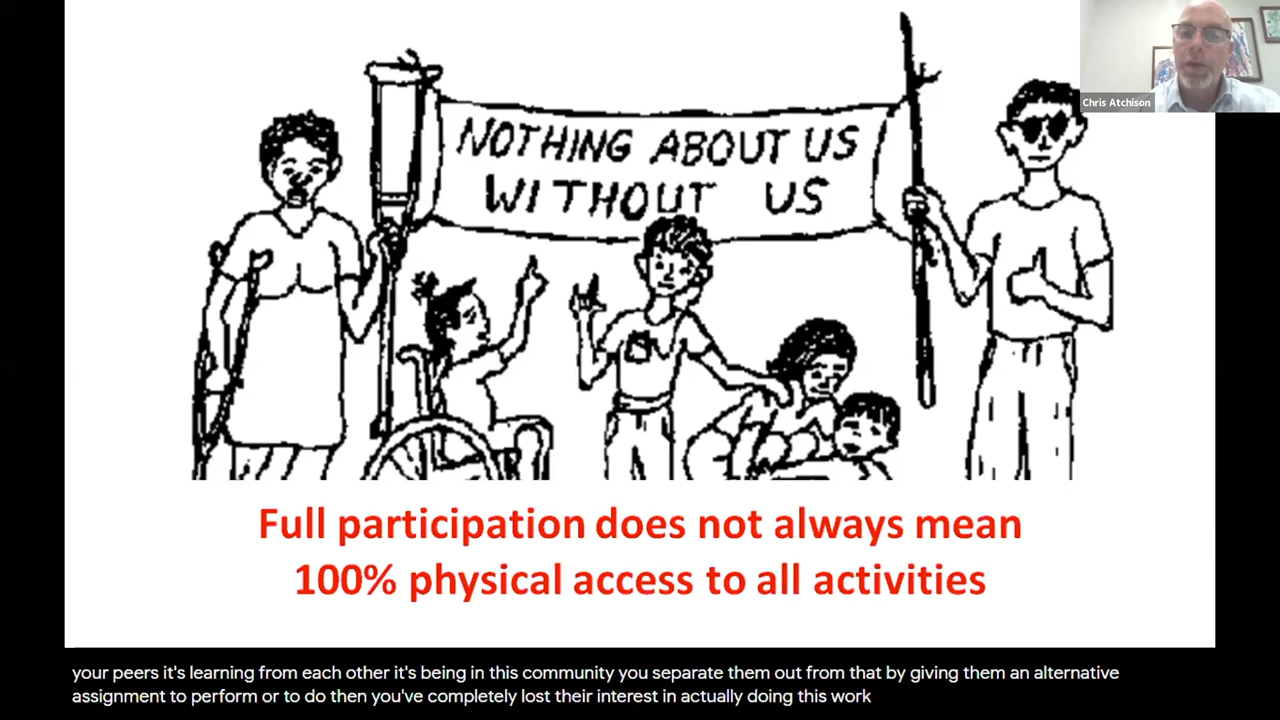 Chris Atchison
NOTHING ABOUT US
WITHOUT US
Full participation does not always mean
100% physical access to all activities
your peers it's learning from each other it's being in this community you separate them out from that by giving them an alternative
assignment to perform or to do then you've completely lost their interest in actually doing this work